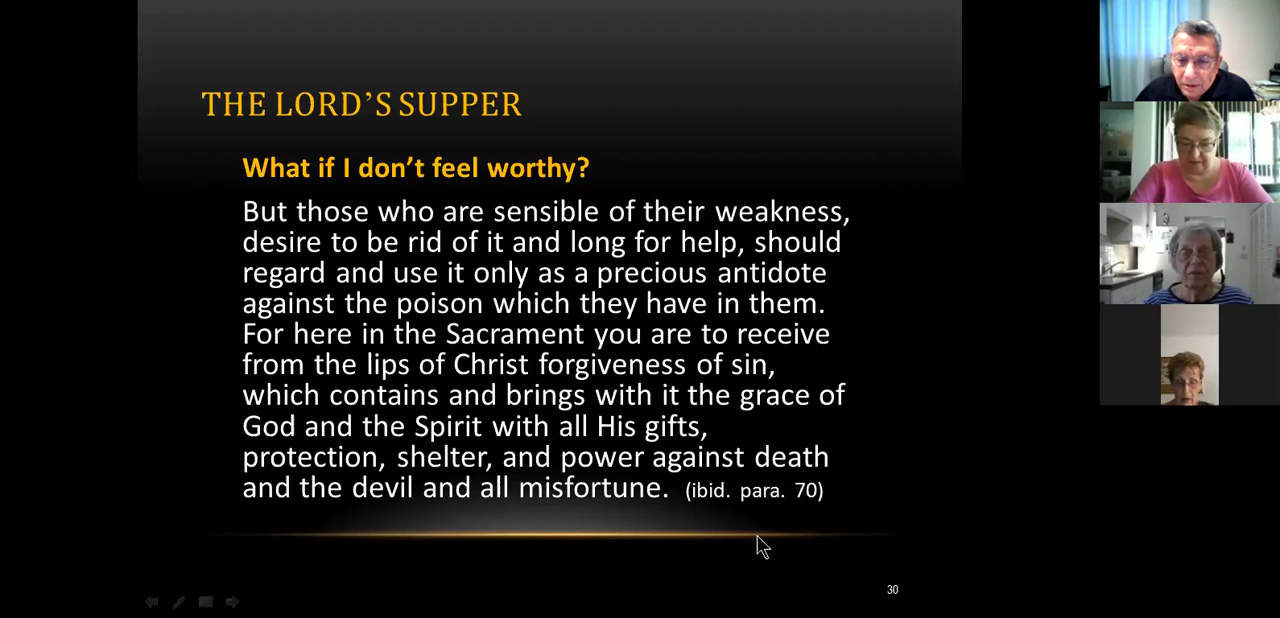 THE LORD’S SUPPER
What if I don’t feel worthy?
But those who are sensible of their weakness,
desire to be rid of it and long for help, should
regard and use it only as a precious antidote
against the poison which they have in them.
For here in the Sacrament you are to receive
from the lips of Christ forgiveness of sin,
which contains and brings with it the grace of
God and the Spirit with all His gifts,
protection, shelter, and power against death
and the devil and all misfortune. (ibid. para. 70)
30